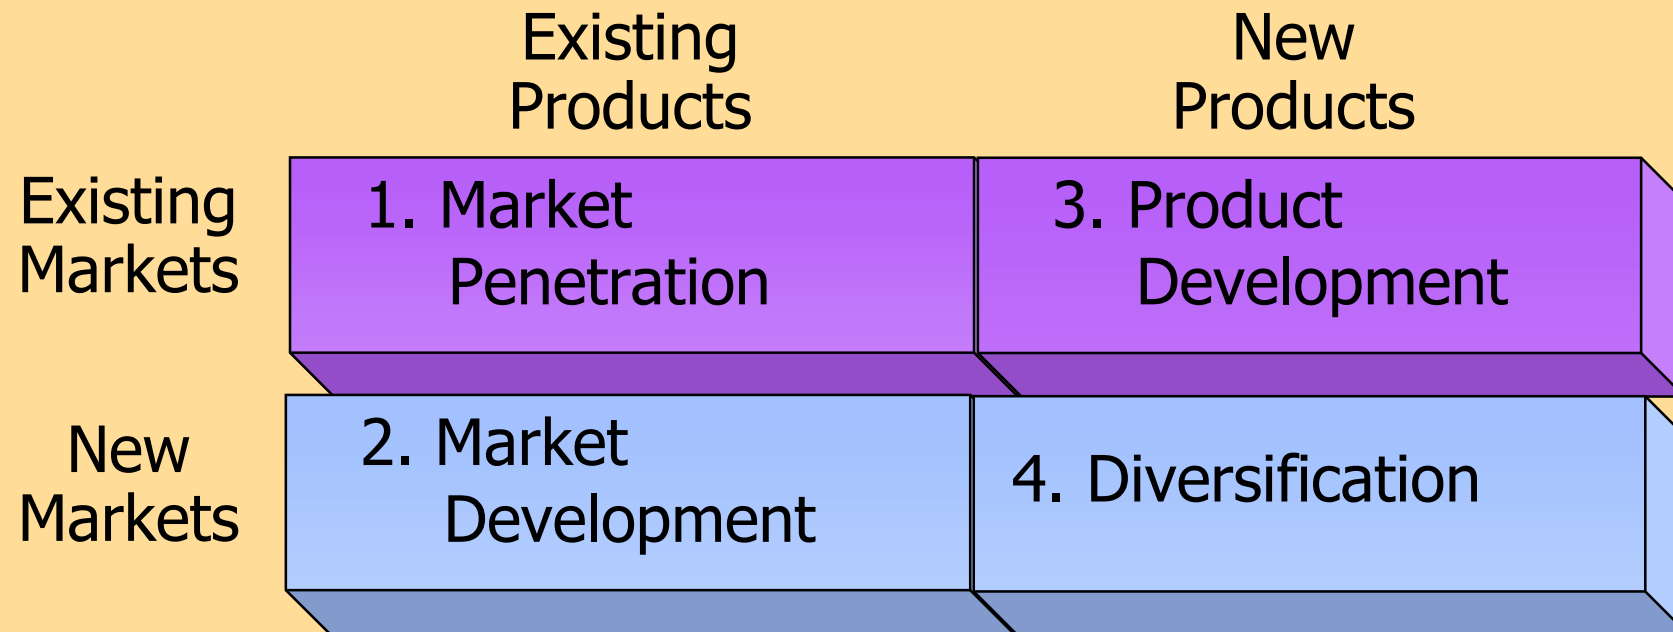 Existing
Products
New
Products
Existing
Markets
1. Market
Penetration
3. Product
Development
New
Markets
2. Market
Development
4. Diversification